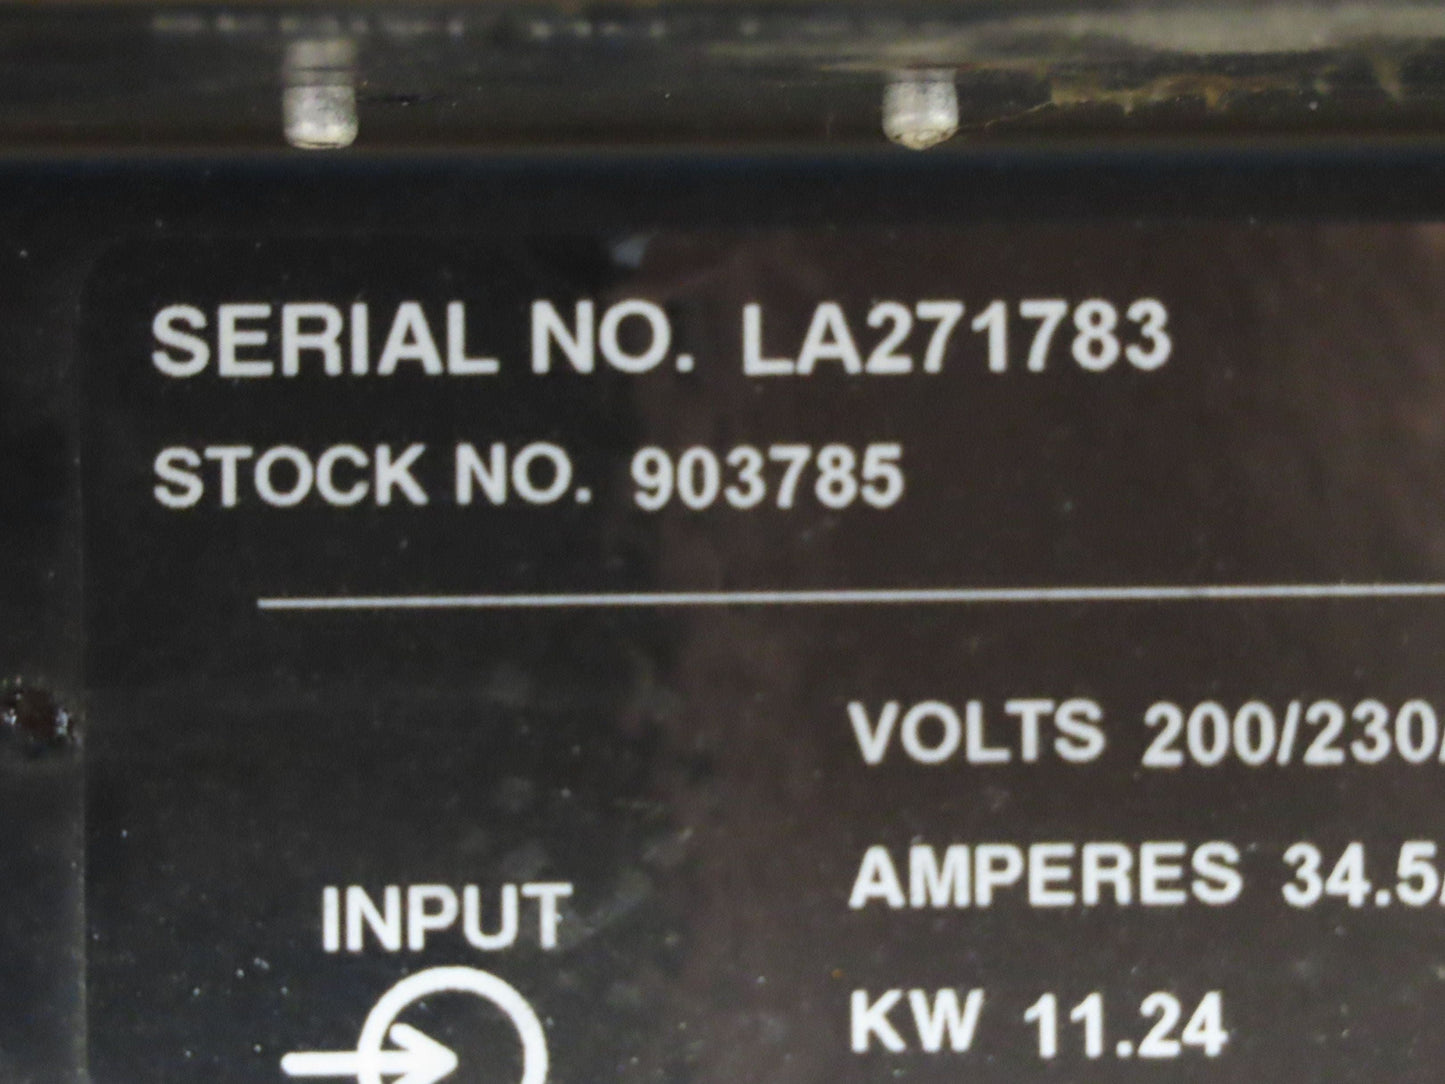 SERIAL NO. LA271783
STOCK NO. 903785
VOLTS 200/230/
AMPERES 34.5/
INPUT
KW 11.24